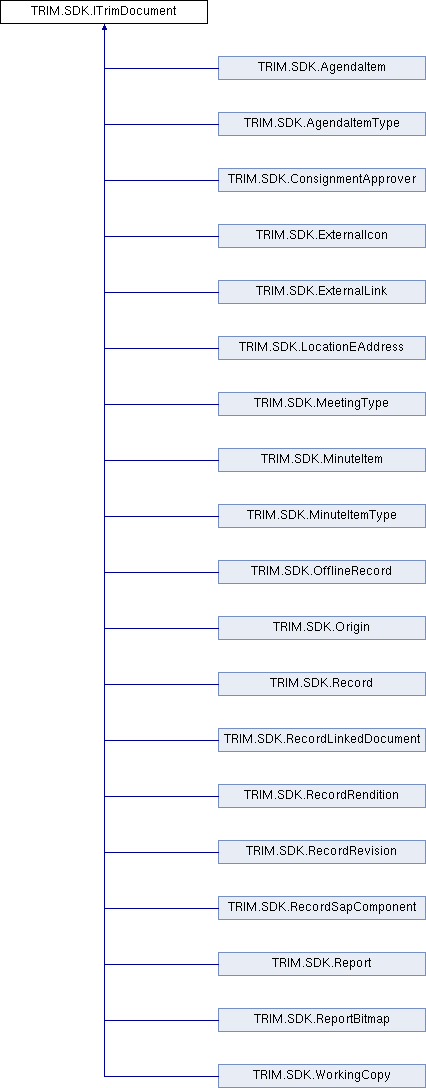 TRIM.SDK.ITrimDocument
TRIM.SDK.AgendaItem
TRIM.SDK.AgendaItemType
TRIM.SDK.ConsignmentApprover
TRIM.SDK.ExternalIcon
TRIM.SDK.ExternalLink
TRIM.SDK.LocationEAddress
TRIM.SDK.MeetingType
TRIM.SDK.MinuteItem
TRIM.SDK.MinuteItemType
TRIM.SDK.OfflineRecord
TRIM.SDK.Origin
TRIM.SDK.Record
TRIM.SDK.RecordLinkedDocument
TRIM.SDK.RecordRendition
TRIM.SDK.RecordRevision
TRIM.SDK.RecordSapComponent
TRIM.SDK.Report
TRIM.SDK.ReportBitmap
TRIM.SDK.WorkingCopy